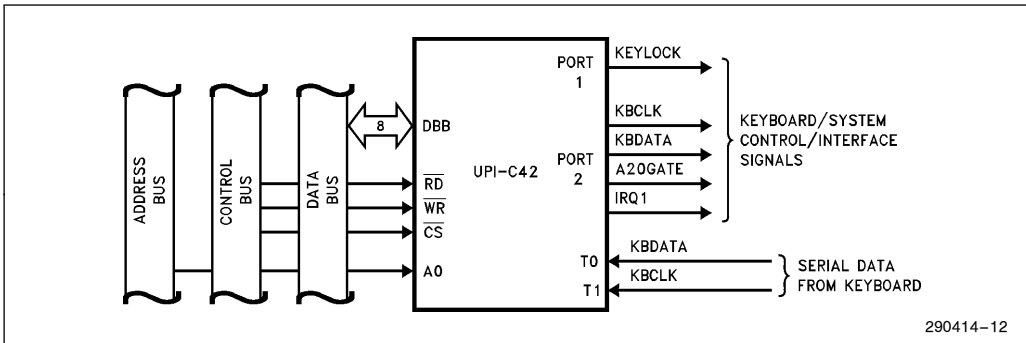 ADDRESS
BUS
CONTROL
BUS
DATA
BUS
8
DBB
RD
WR
CS
A0
UPI-C42
PORT
1
PORT
2
T0
T1
KEYLOCK
KBCLK
KBDATA
A20GATE
IRQ1
KBDATA
KBCLK
KEYBOARD/SYSTEM
CONTROL/INTERFACE
SIGNALS
SERIAL DATA
FROM KEYBOARD
290414-12